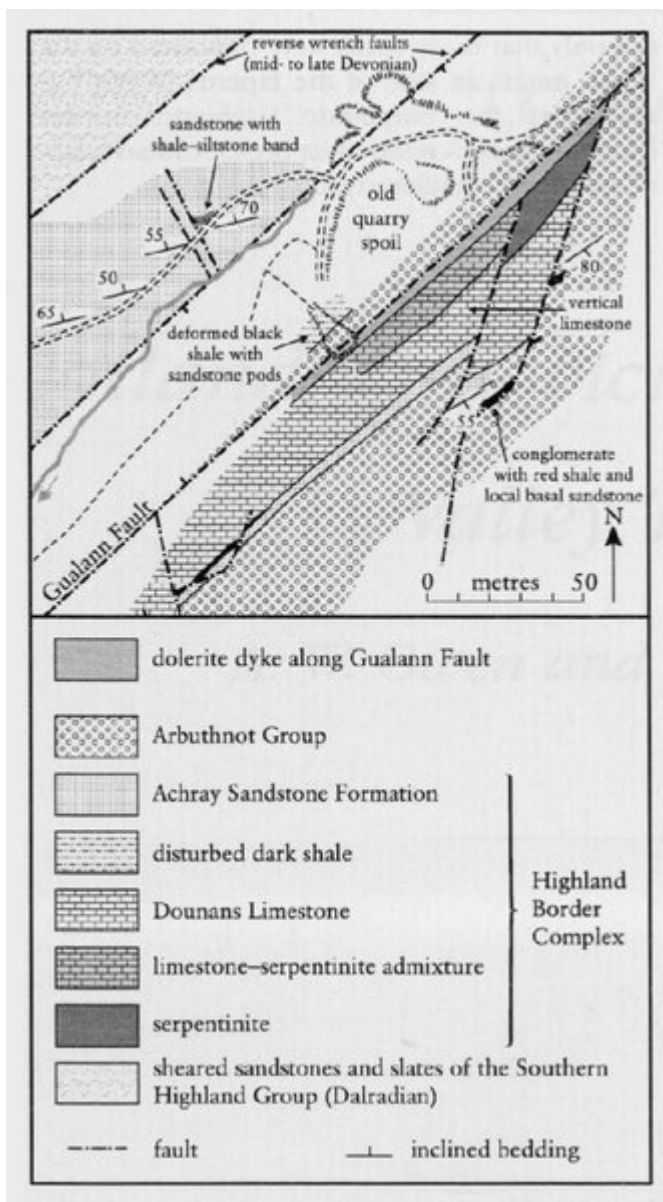 reverse wrench faults
(mid- to late Devonian)
sandstone with
shale–siltstone band
70
55
50
65
old
quarry
spoil
80
vertical
limestone
deformed black
shale with
sandstone pods
55
conglomerate
with red shale and
local basal sandstone
N
Gualann Fault
0 metres 50
dolerite dyke along Gualann Fault
Arbuthnot Group
Achray Sandstone Formation
disturbed dark shale
Dounans Limestone
limestone–serpentinite admixture
serpentinite
Highland
Border
Complex
sheared sandstones and slates of the Southern
Highland Group (Dalradian)
fault
inclined bedding